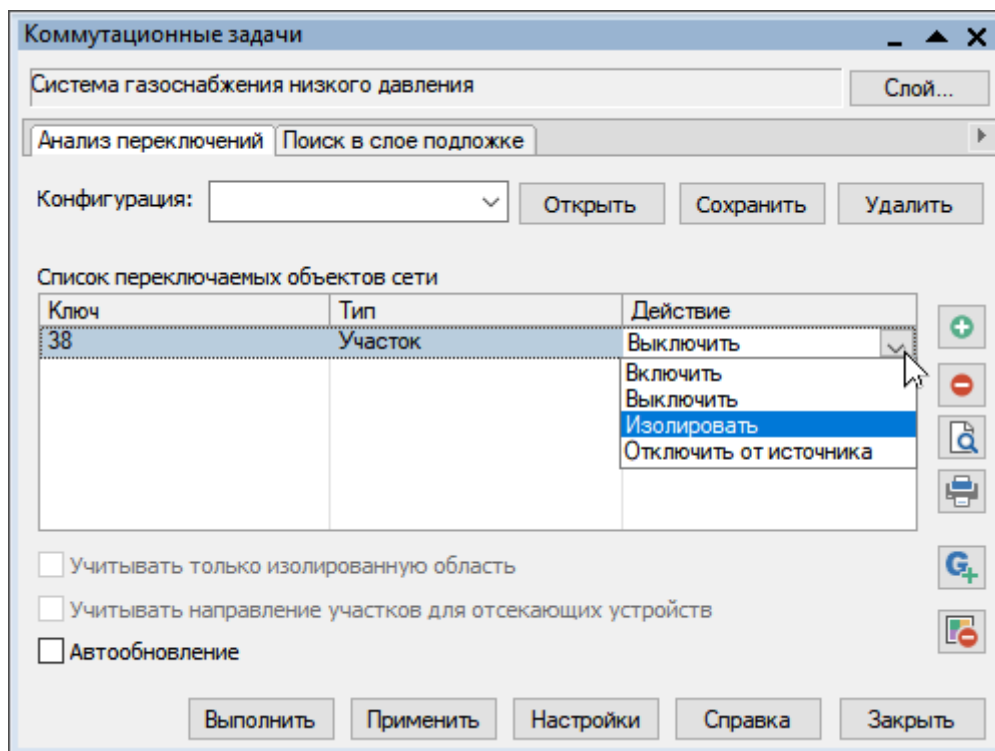 Коммутационные задачи
Система газоснабжения низкого давления Слой...
Анализ переключений Поиск в слое подложке
Конфигурация: Открыть Сохранить Удалить
Список переключаемых объектов сети
Ключ Тип Действие
38 Участок Выключить
Включить
Выключить
Изолировать
Отключить от источника
Учитывать только изолированную область
Учитывать направление участков для отсекающих устройств
Автообновление
Выполнить Применить Настройки Справка Закрыть